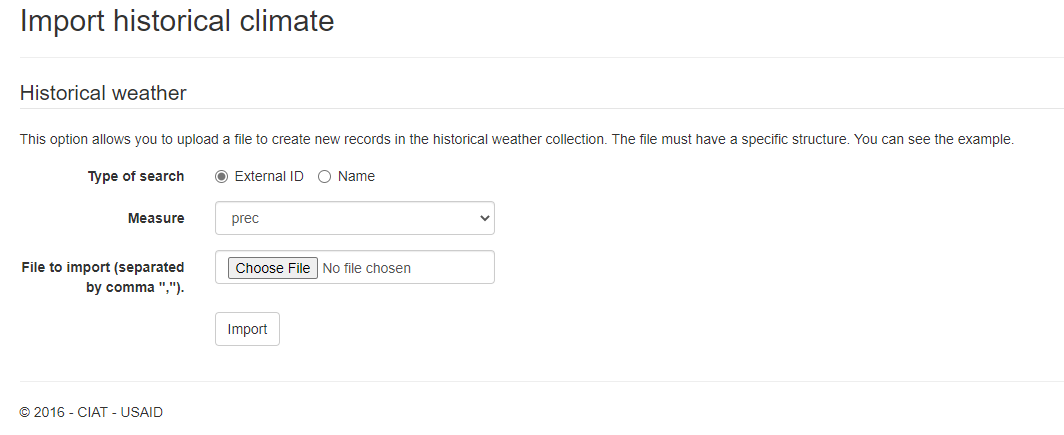 Import historical climate
Historical weather
This option allows you to upload a file to create new records in the historical weather collection. The file must have a specific structure. You can see the example.
Type of search External ID Name
Measure prec
File to import (separated by comma ","). Choose File No file chosen
Import
© 2016 - CIAT - USAID